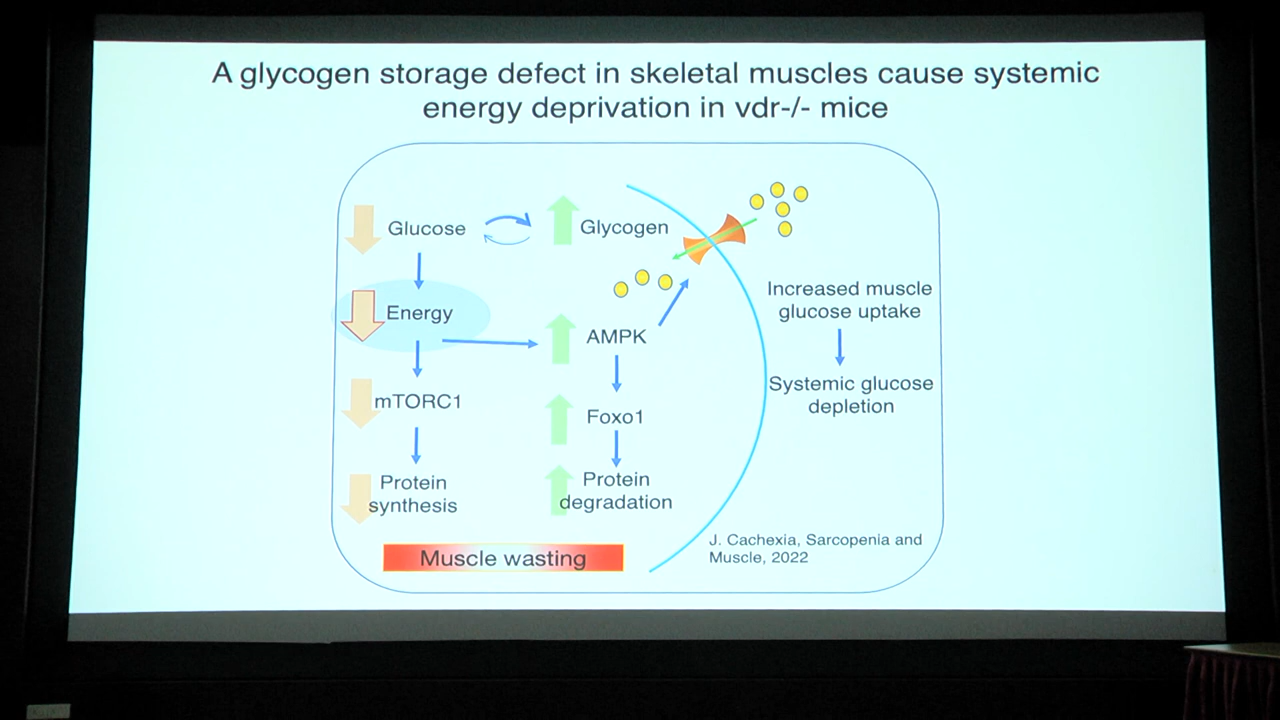 A glycogen storage defect in skeletal muscles cause systemic
energy deprivation in vdr-/- mice
Glucose
Glycogen
Energy
AMPK
mTORC1
Foxo1
Protein
synthesis
Protein
degradation
Muscle wasting
Increased muscle
glucose uptake
Systemic glucose
depletion
J. Cachexia, Sarcopenia and
Muscle, 2022